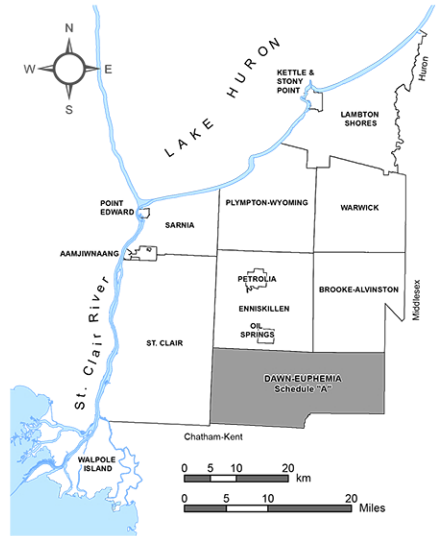 N
W
E
S
LAKE HURON
KETTLE &
STONY
POINT
Huron
LAMBTON
SHORES
POINT
EDWARD
SARNIA
PLYMPTON-WYOMING
WARWICK
AAMJIWNAANG
PETROLIA
BROOKE-ALVINSTON
Middlesex
ENNISKILLEN
OIL
SPRINGS
ST. CLAIR
St. Clair River
DAWN-EUPHEMIA
Schedule "A"
Chatham-Kent
WALPOLE
ISLAND
0 5 10 20
km
0 5 10 20
Miles